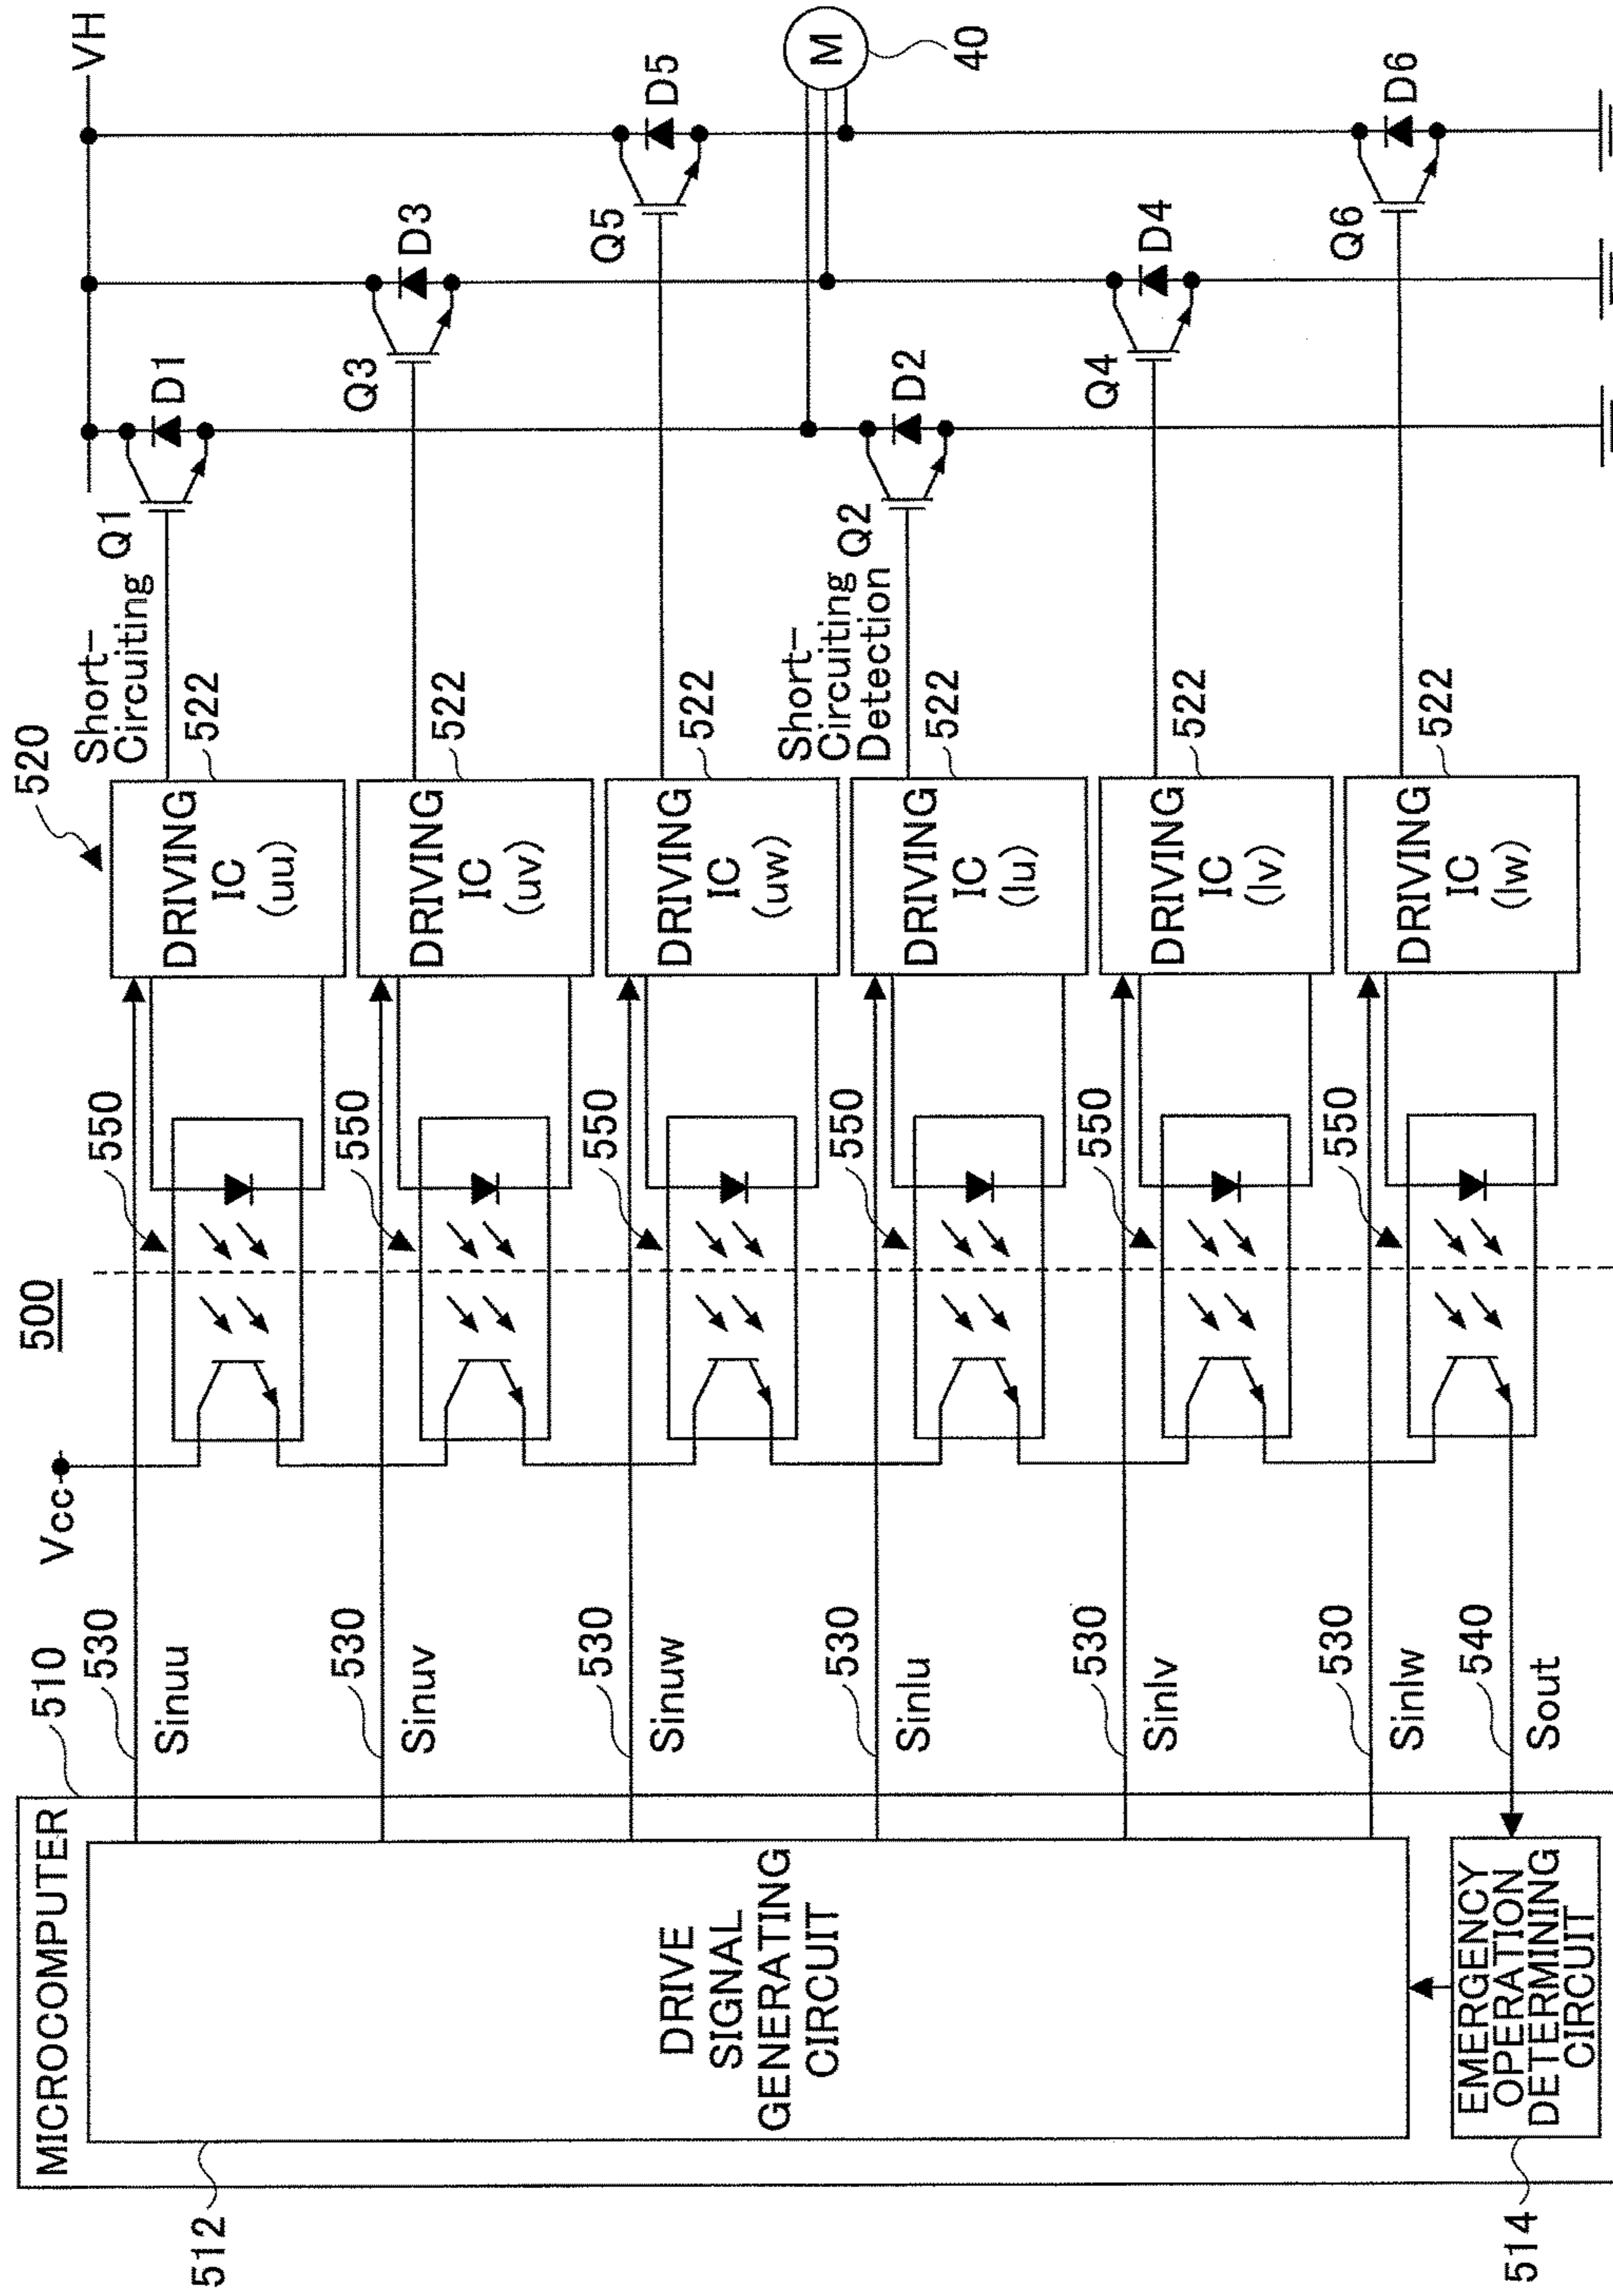 500
MICROCOMPUTER
510
512
DRIVE
SIGNAL
GENERATING
CIRCUIT
514
EMERGENCY
OPERATION
DETERMINING
CIRCUIT
Vcc
530
Sinuu
550
520
DRIVING
IC
(uu)
522
Short-
Circuiting
Q1
D1
VH
530
Sinuv
550
DRIVING
IC
(uv)
522
Q3
D3
530
Sinuw
550
DRIVING
IC
(uw)
522
Q5
D5
M
40
530
Sinlu
550
DRIVING
IC
(lu)
522
Short-
Circuiting
Detection
Q2
D2
530
Sinlv
550
DRIVING
IC
(lv)
522
Q4
D4
530
Sinlw
550
DRIVING
IC
(lw)
522
Q6
D6
540
Sout